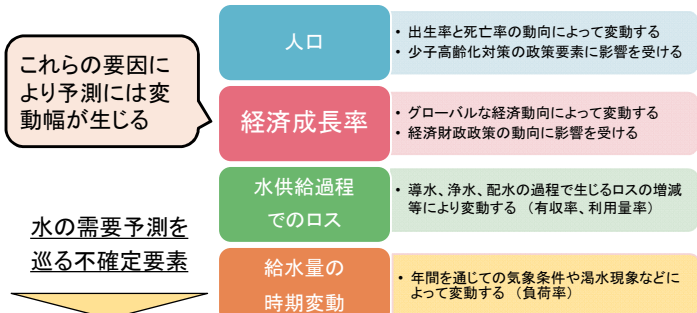 これらの要因に
より予測には変
動幅が生じる
水の需要予測を
巡る不確定要素
人口
・ 出生率と死亡率の動向によって変動する
・ 少子高齢化対策の政策要素に影響を受ける
経済成長率
・ グローバルな経済動向によって変動する
・ 経済財政政策の動向に影響を受ける
水供給過程
でのロス
・ 導水、浄水、配水の過程で生じるロスの増減
等により変動する （有収率、利用量率）
給水量の
時期変動
・ 年間を通じての気象条件や渇水現象などに
よって変動する （負荷率）